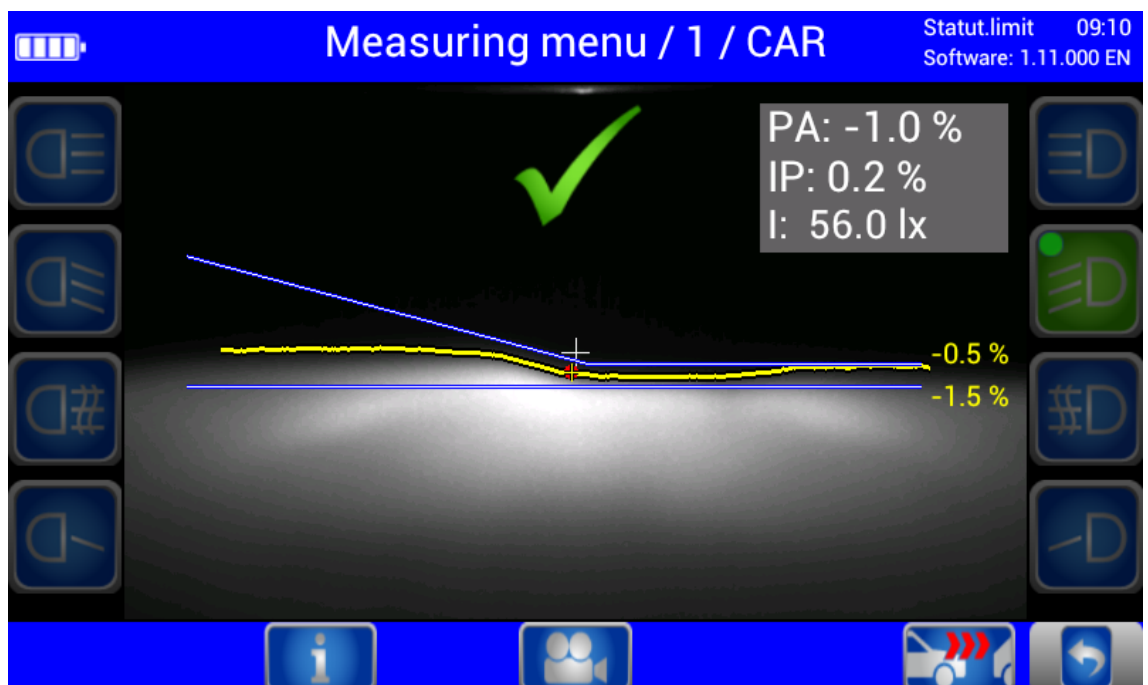 Measuring menu / 1 / CAR
Statut.limit 09:10
Software: 1.11.000 EN
PA: -1.0 %
IP: 0.2 %
I: 56.0 lx
-0.5 %
-1.5 %
i